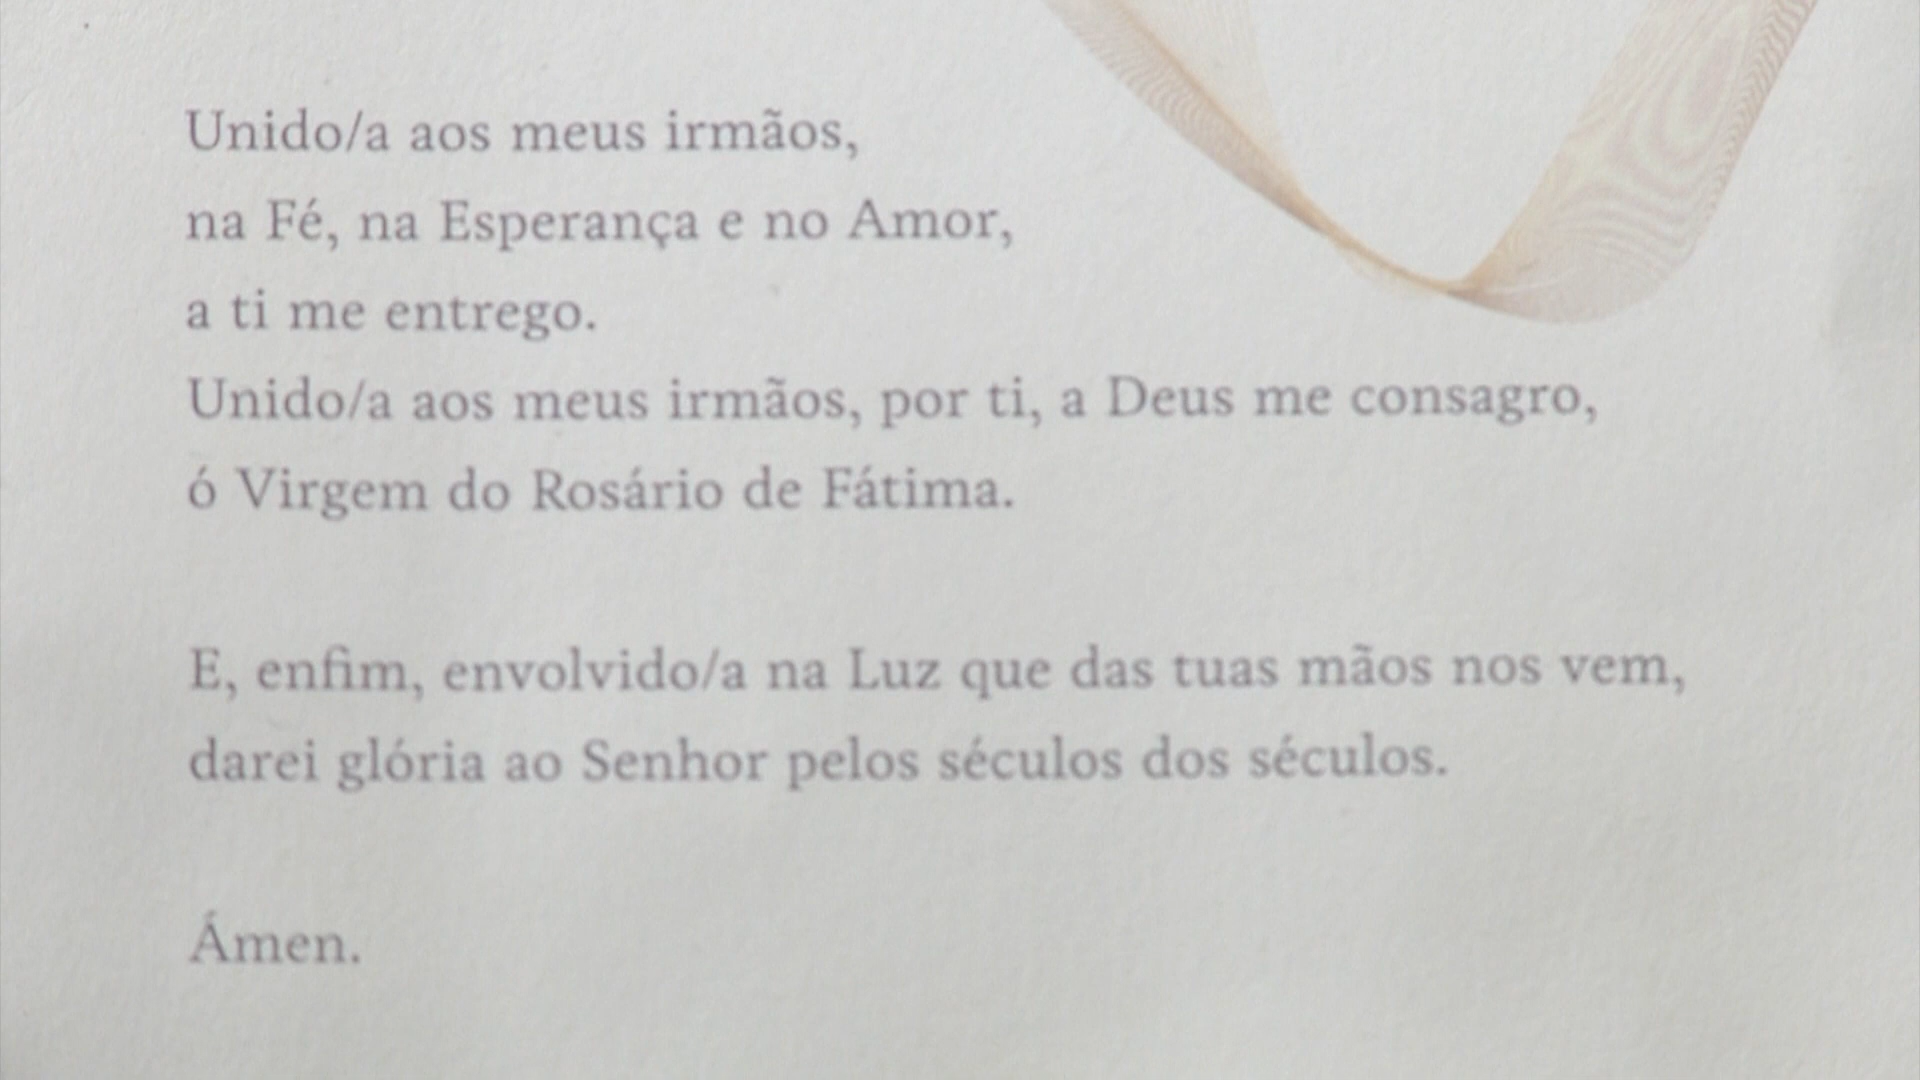 Unido/a aos meus irmãos,
na Fé, na Esperança e no Amor,
a ti me entrego.
Unido/a aos meus irmãos, por ti, a Deus me consagro,
ó Virgem do Rosário de Fátima.
E, enfim, envolvido/a na Luz que das tuas mãos nos vem,
darei glória ao Senhor pelos séculos dos séculos.
Ámen.